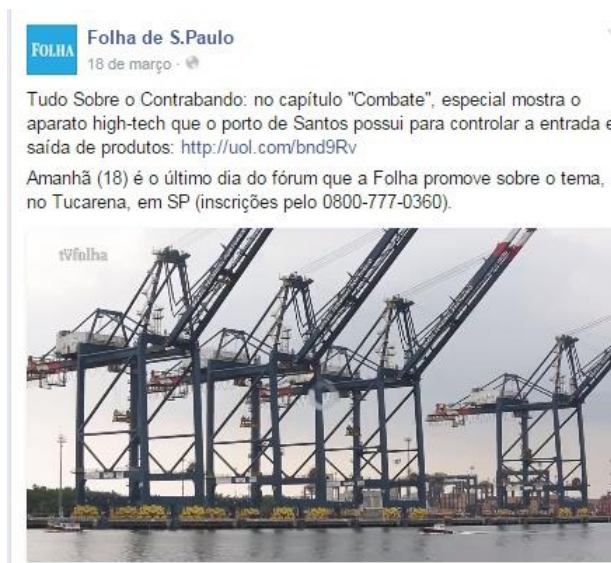 FOLHA
Folha de S.Paulo
18 de março ·
Tudo Sobre o Contrabando: no capítulo "Combate", especial mostra o
aparato high-tech que o porto de Santos possui para controlar a entrada e
saída de produtos: http://uol.com/bnd9Rv
Amanhã (18) é o último dia do fórum que a Folha promove sobre o tema,
no Tucarena, em SP (inscrições pelo 0800-777-0360).
tvfolha